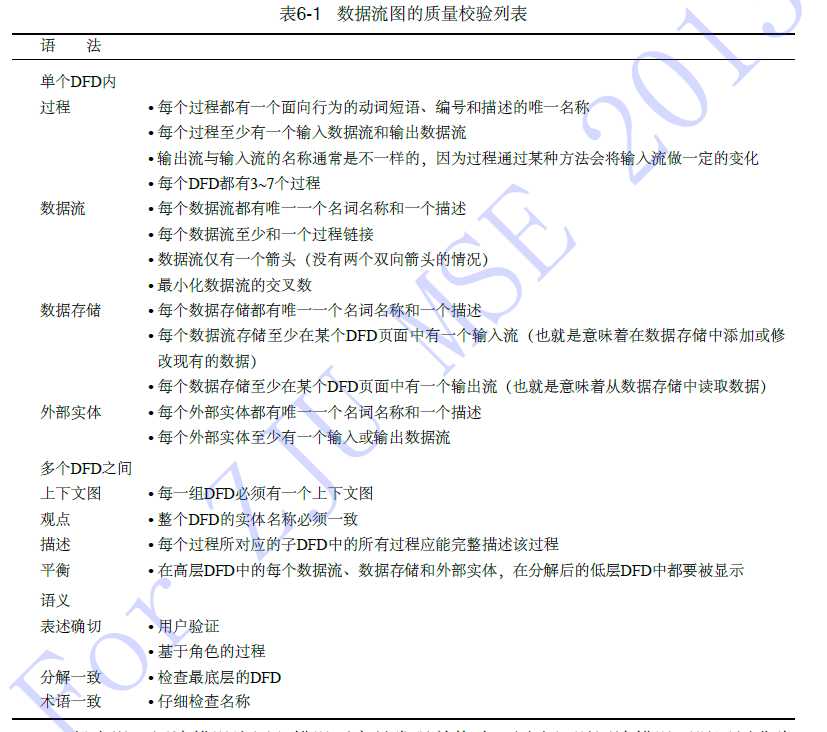 表6-1 数据流图的质量校验列表
语 法
单个DFD内
过程 • 每个过程都有一个面向行为的动词短语、编号和描述的唯一名称
• 每个过程至少有一个输入数据流和输出数据流
• 输出流与输入流的名称通常是不一样的，因为过程通过某种方法会将输入流做一定的变化
• 每个DFD都有3~7个过程
数据流 • 每个数据流都有唯一一个名词名称和一个描述
• 每个数据流至少和一个过程链接
• 数据流仅有一个箭头（没有两个双向箭头的情况）
• 最小化数据流的交叉数
数据存储 • 每个数据存储都有唯一一个名词名称和一个描述
• 每个数据流存储至少在某个DFD页面中有一个输入流（也就是意味着在数据存储中添加或修
改现有的数据）
• 每个数据存储至少在某个DFD页面中有一个输出流（也就是意味着从数据存储中读取数据）
外部实体 • 每个外部实体都有唯一一个名词名称和一个描述
• 每个外部实体至少有一个输入或输出数据流
多个DFD之间
上下文图 • 每一组DFD必须有一个上下文图
观点 • 整个DFD的实体名称必须一致
描述 • 每个过程所对应的子DFD中的所有过程应能完整描述该过程
平衡 • 在高层DFD中的每个数据流、数据存储和外部实体，在分解后的低层DFD中都要被显示
语义
表述确切 • 用户验证
• 基于角色的过程
分解一致 • 检查最底层的DFD
术语一致 • 仔细检查名称
For ZJU MSE 2013